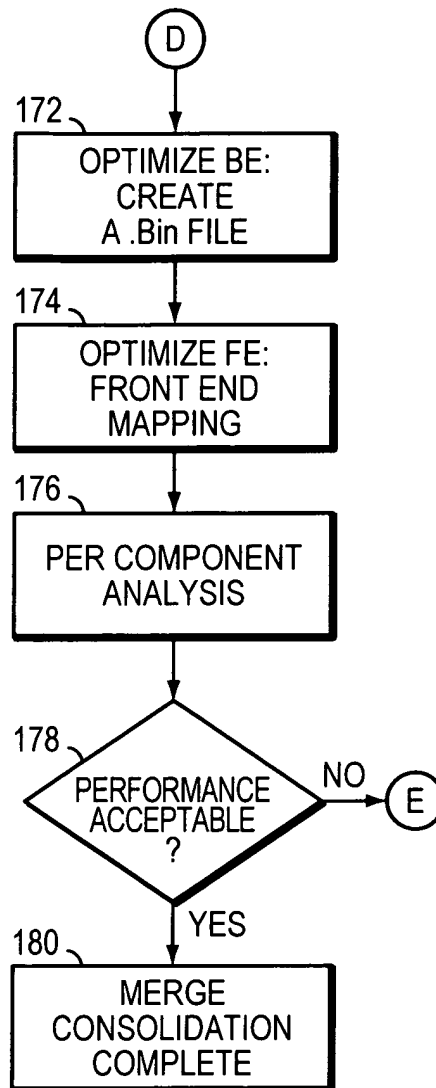 D
172
OPTIMIZE BE:
CREATE
A .Bin FILE
174
OPTIMIZE FE:
FRONT END
MAPPING
176
PER COMPONENT
ANALYSIS
178
PERFORMANCE
ACCEPTABLE
?
NO
E
YES
180
MERGE
CONSOLIDATION
COMPLETE